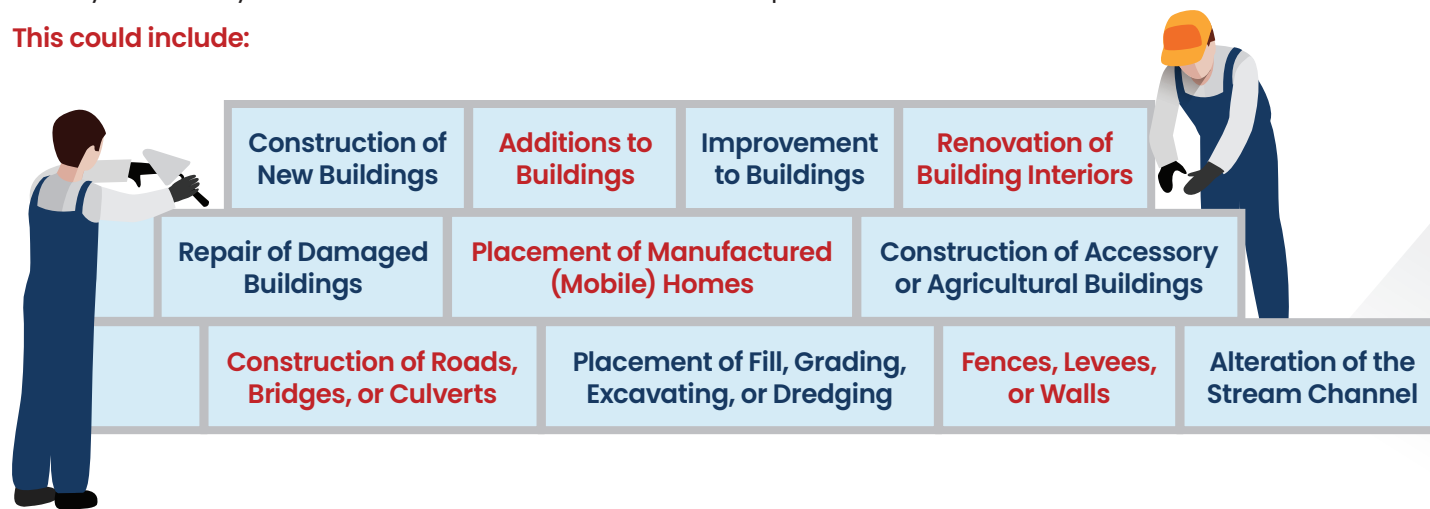 This could include:
Construction of
New Buildings
Additions to
Buildings
Improvement
to Buildings
Renovation of
Building Interiors
Repair of Damaged
Buildings
Placement of Manufactured
(Mobile) Homes
Construction of Accessory
or Agricultural Buildings
Construction of Roads,
Bridges, or Culverts
Placement of Fill, Grading,
Excavating, or Dredging
Fences, Levees,
or Walls
Alteration of the
Stream Channel